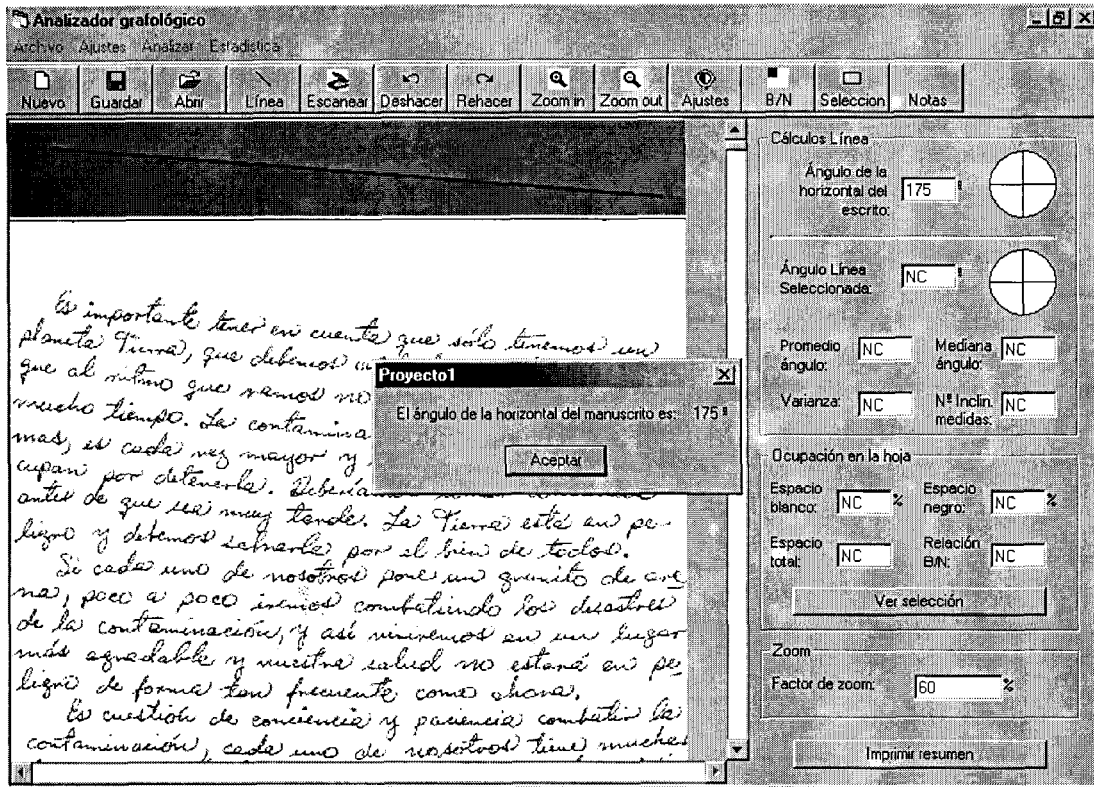 Analizador grafológico
Archivo Ajustes Analizar Estadística
Nuevo Guardar Abrir Línea Escanear Deshacer Rehacer Zoom in Zoom out Ajustes B/N Seleccion Notas
Es importante tener en cuenta que sólo tenemos un
planeta Tierra, que debemos
que al ritmo que vamos no
mucho tiempo. La contamina
mas, es cada vez mayor y
cupan por detenerla. Debería
antes de que sea muy tarde. La Tierra está en pe-
ligro y debemos salvarla por el bien de todos.
Si cada uno de nosotros pone un granito de are
na, poco a poco iremos combatiendo los desastres
de la contaminación, y así viviremos en un lugar
más agradable y nuestra salud no estará en pe
ligro de forma tan frecuente como ahora.
Es cuestión de conciencia y paciencia combatir la
contaminación, cada uno de nosotros tiene muchas
Proyecto1
El ángulo de la horizontal del manuscrito es: 175 º
Aceptar
Cálculos Línea
Ángulo de la
horizontal del
escrito: 175 º
Ángulo Línea
Seleccionada: NC º
Promedio
ángulo: NC
Mediana
ángulo: NC
Varianza: NC
Nº Inclin.
medidas: NC
Ocupación en la hoja
Espacio
blanco: NC %
Espacio
negro: NC %
Espacio
total: NC
Relación
B/N: NC
Ver selección
Zoom
Factor de zoom: 60 %
Imprimir resumen